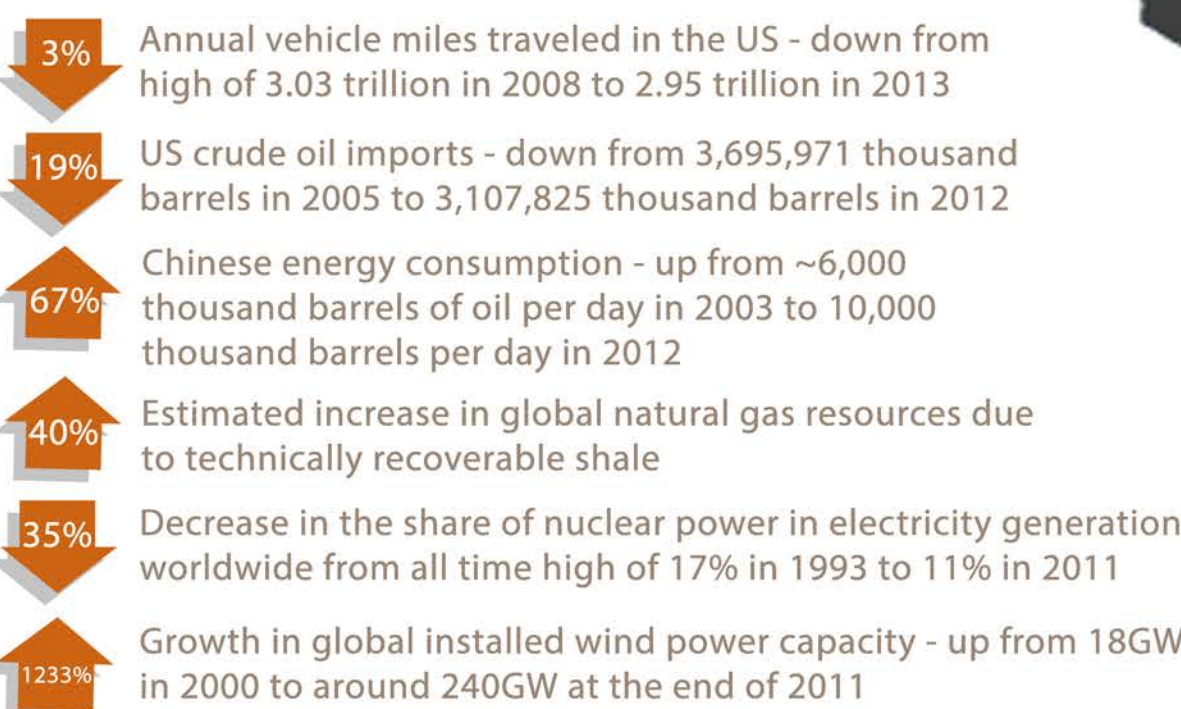 3%
Annual vehicle miles traveled in the US - down from
high of 3.03 trillion in 2008 to 2.95 trillion in 2013
19%
US crude oil imports - down from 3,695,971 thousand
barrels in 2005 to 3,107,825 thousand barrels in 2012
67%
Chinese energy consumption - up from ~6,000
thousand barrels of oil per day in 2003 to 10,000
thousand barrels per day in 2012
40%
Estimated increase in global natural gas resources due
to technically recoverable shale
35%
Decrease in the share of nuclear power in electricity generation
worldwide from all time high of 17% in 1993 to 11% in 2011
1233%
Growth in global installed wind power capacity - up from 18GW
in 2000 to around 240GW at the end of 2011